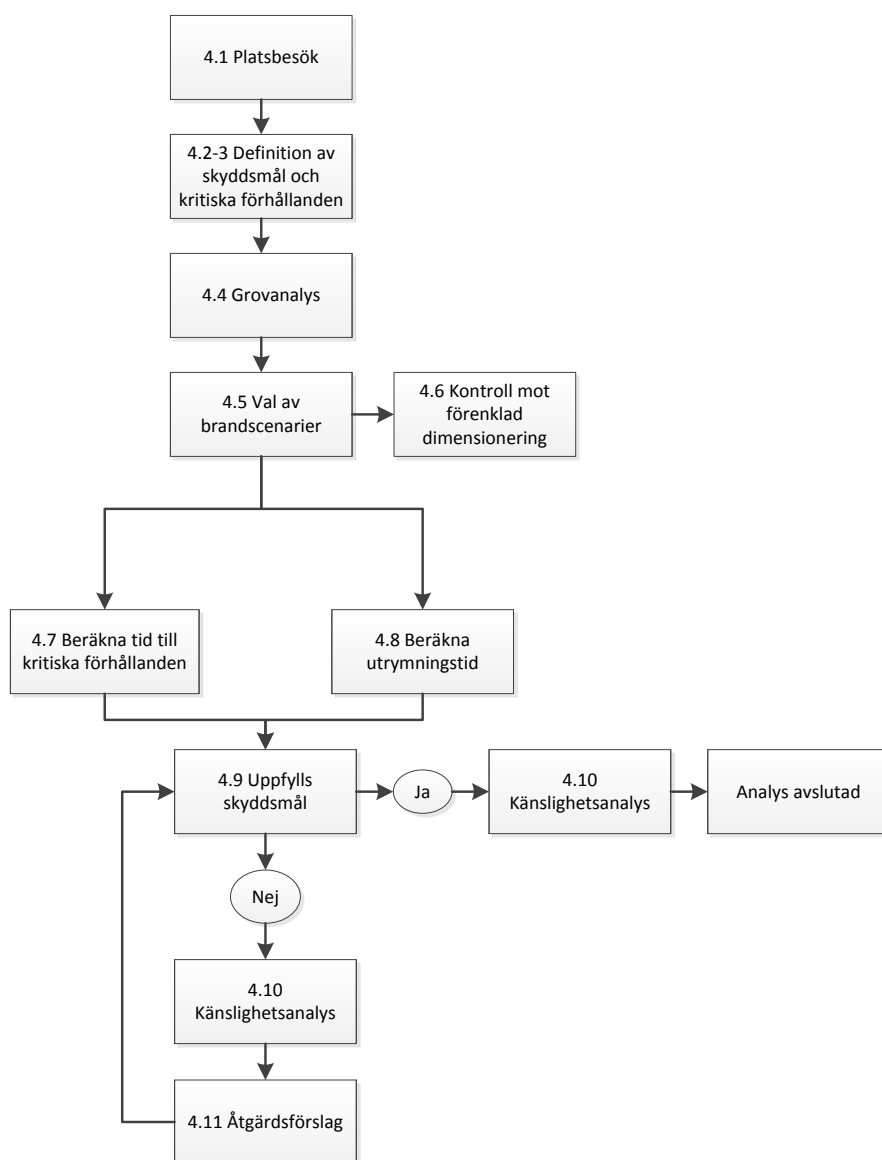 4.1 Platsbesök
4.2-3 Definition av
skyddsmål och
kritiska förhållanden
4.4 Grovanalys
4.5 Val av
brandscenarier
4.6 Kontroll mot
förenklad
dimensionering
4.7 Beräkna tid till
kritiska förhållanden
4.8 Beräkna
utrymningstid
4.9 Uppfylls
skyddsmål
Ja
4.10
Känslighetsanalys
Analys avslutad
Nej
4.10
Känslighetsanalys
4.11 Åtgärdsförslag